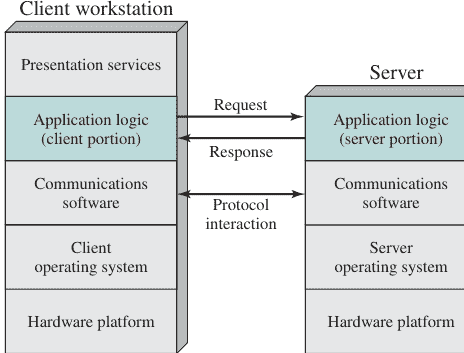 Client workstation
Presentation services
Server
Application logic
(client portion)
Request
Response
Application logic
(server portion)
Communications
software
Protocol
interaction
Communications
software
Client
operating system
Server
operating system
Hardware platform
Hardware platform